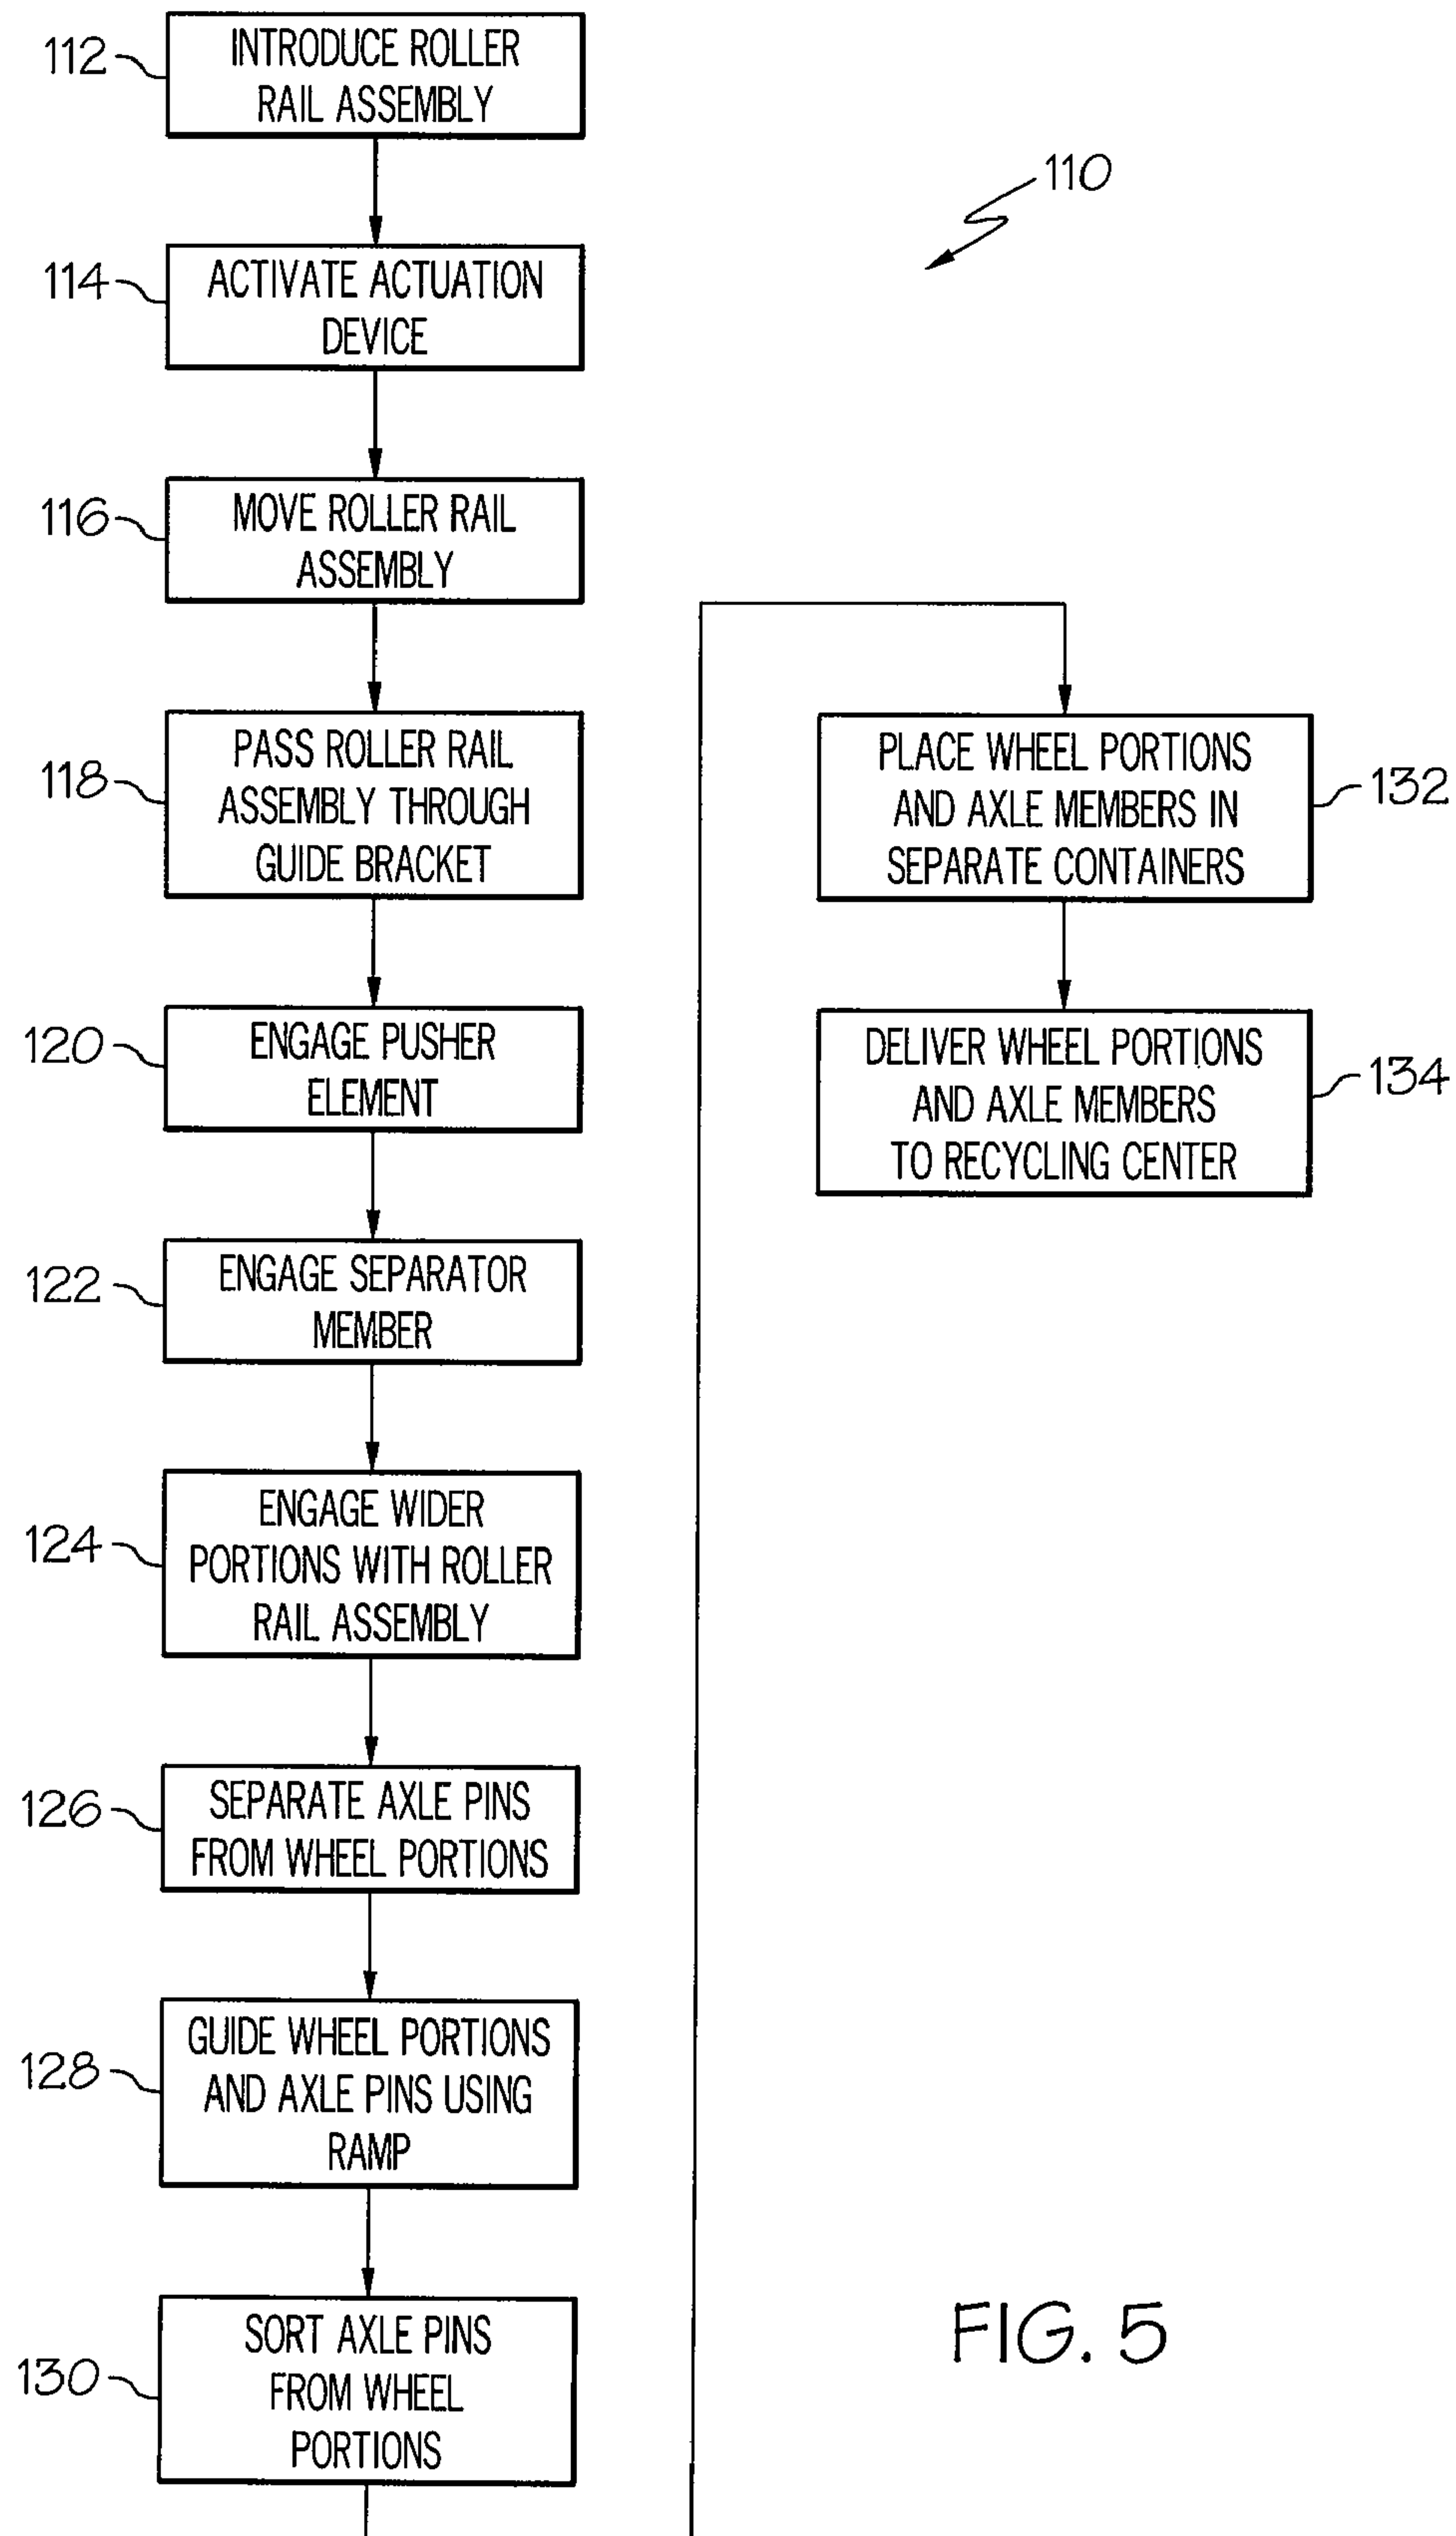 112
INTRODUCE ROLLER
RAIL ASSEMBLY
110
114
ACTIVATE ACTUATION
DEVICE
116
MOVE ROLLER RAIL
ASSEMBLY
118
PASS ROLLER RAIL
ASSEMBLY THROUGH
GUIDE BRACKET
120
ENGAGE PUSHER
ELEMENT
122
ENGAGE SEPARATOR
MEMBER
124
ENGAGE WIDER
PORTIONS WITH ROLLER
RAIL ASSEMBLY
126
SEPARATE AXLE PINS
FROM WHEEL PORTIONS
128
GUIDE WHEEL PORTIONS
AND AXLE PINS USING
RAMP
130
SORT AXLE PINS
FROM WHEEL
PORTIONS
PLACE WHEEL PORTIONS
AND AXLE MEMBERS IN
SEPARATE CONTAINERS
132
DELIVER WHEEL PORTIONS
AND AXLE MEMBERS
TO RECYCLING CENTER
134
FIG. 5